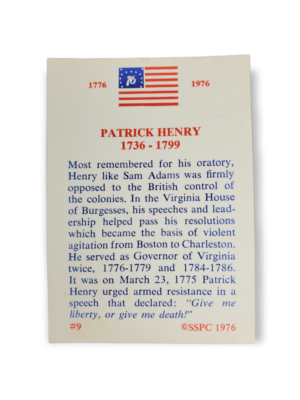 1776 76 1976
PATRICK HENRY
1736 - 1799
Most remembered for his oratory,
Henry like Sam Adams was firmly
opposed to the British control of
the colonies. In the Virginia House
of Burgesses, his speeches and lead-
ership helped pass his resolutions
which became the basis of violent
agitation from Boston to Charleston.
He served as Governor of Virginia
twice, 1776-1779 and 1784-1786.
It was on March 23, 1775 Patrick
Henry urged armed resistance in a
speech that declared: "Give me
liberty, or give me death!"
#9 ©SSPC 1976